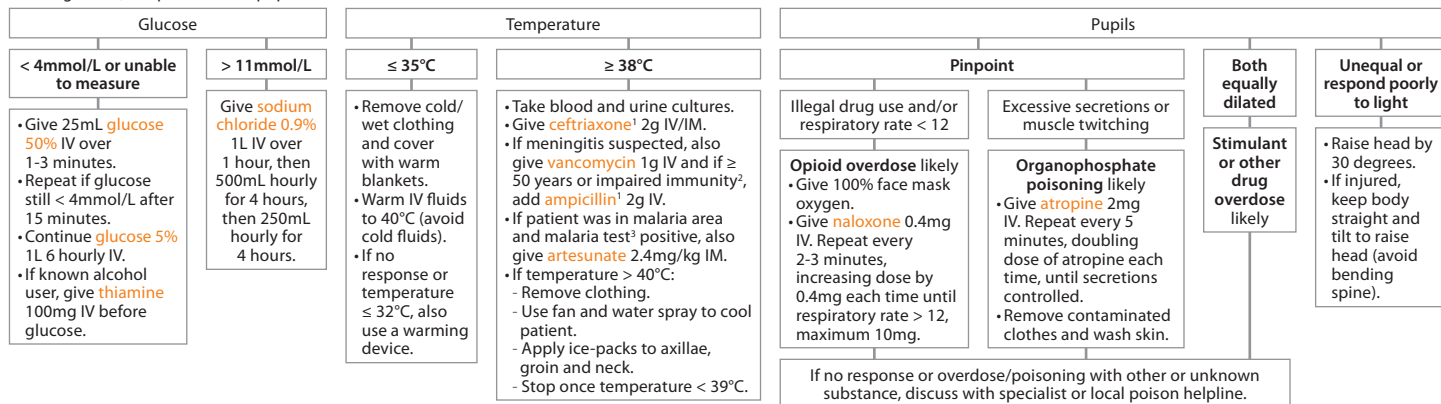 Glucose
< 4mmol/L or unable
to measure
• Give 25mL glucose
50% IV over
1-3 minutes.
• Repeat if glucose
still < 4mmol/L after
15 minutes.
• Continue glucose 5%
1L 6 hourly IV.
• If known alcohol
user, give thiamine
100mg IV before
glucose.
> 11mmol/L
Give sodium
chloride 0.9%
1L IV over
1 hour, then
500mL hourly
for 4 hours,
then 250mL
hourly for
4 hours.
Temperature
≤ 35°C
• Remove cold/
wet clothing
and cover
with warm
blankets.
• Warm IV fluids
to 40°C (avoid
cold fluids).
• If no
response or
temperature
≤ 32°C, also
use a warming
device.
≥ 38°C
• Take blood and urine cultures.
• Give ceftriaxone¹ 2g IV/IM.
• If meningitis suspected, also
give vancomycin 1g IV and if ≥
50 years or impaired immunity²,
add ampicillin¹ 2g IV.
• If patient was in malaria area
and malaria test³ positive, also
give artesunate 2.4mg/kg IM.
• If temperature > 40°C:
- Remove clothing.
- Use fan and water spray to cool
patient.
- Apply ice-packs to axillae,
groin and neck.
- Stop once temperature < 39°C.
Pupils
Pinpoint
Illegal drug use and/or
respiratory rate < 12
Opioid overdose likely
• Give 100% face mask
oxygen.
• Give naloxone 0.4mg
IV. Repeat every
2-3 minutes,
increasing dose by
0.4mg each time until
respiratory rate > 12,
maximum 10mg.
Excessive secretions or
muscle twitching
Organophosphate
poisoning likely
• Give atropine 2mg
IV. Repeat every 5
minutes, doubling
dose of atropine each
time, until secretions
controlled.
• Remove contaminated
clothes and wash skin.
Both
equally
dilated
Stimulant
or other
drug
overdose
likely
Unequal or
respond poorly
to light
• Raise head by
30 degrees.
• If injured,
keep body
straight and
tilt to raise
head (avoid
bending
spine).
If no response or overdose/poisoning with other or unknown
substance, discuss with specialist or local poison helpline.